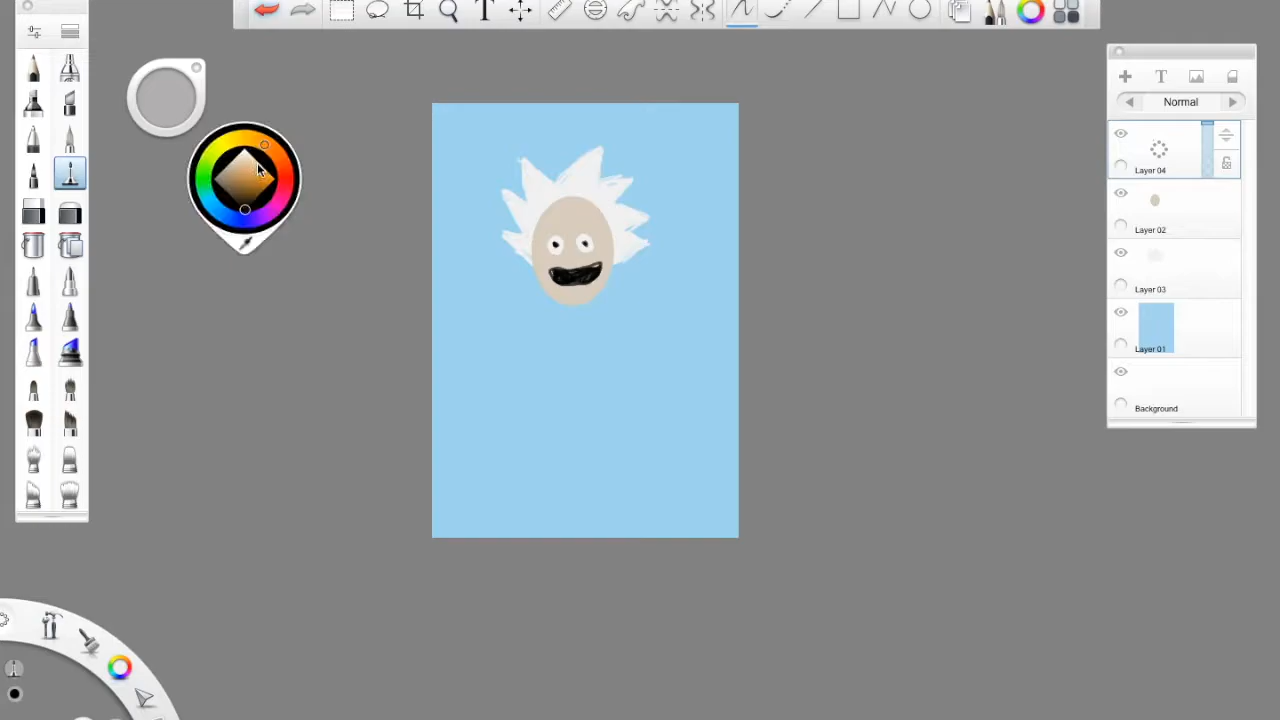 T
T
Normal
Layer 04
Layer 02
Layer 03
Layer 01
Background